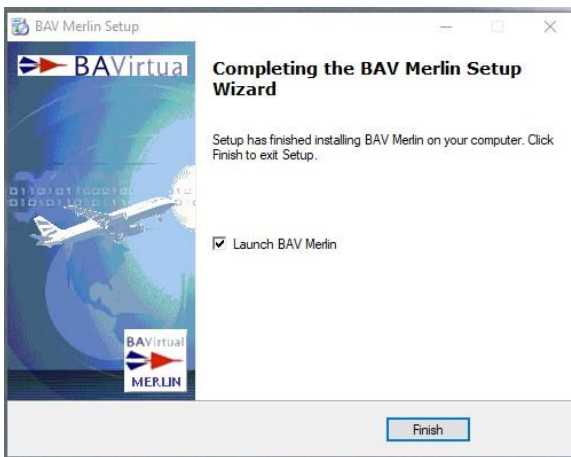 BAV Merlin Setup
BAVirtual
Completing the BAV Merlin Setup
Wizard
Setup has finished installing BAV Merlin on your computer. Click
Finish to exit Setup.
Launch BAV Merlin
BAVirtual
MERLIN
Finish